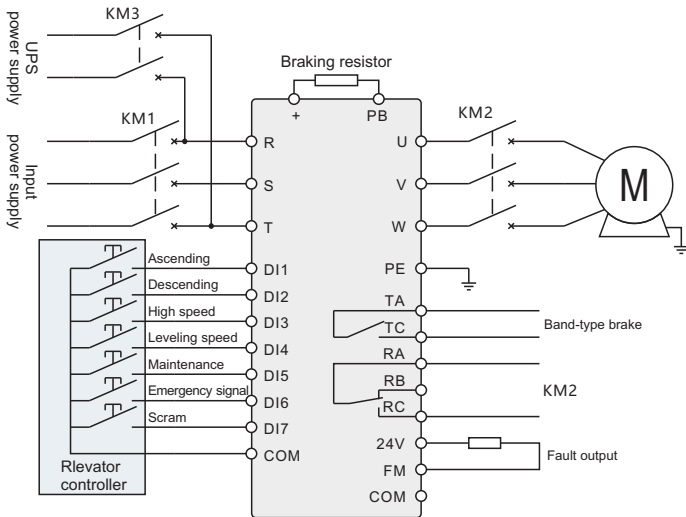 KM3
UPS
power supply
Braking resistor
+
PB
KM1
KM2
Input
power supply
R
U
S
V
M
T
W
Ascending
DI1
PE
Descending
DI2
High speed
DI3
TA
Leveling speed
DI4
TC
Band-type brake
Maintenance
DI5
RA
Emergency signal
DI6
RB
KM2
Scram
DI7
RC
COM
24V
Fault output
FM
COM
Rlevator
controller